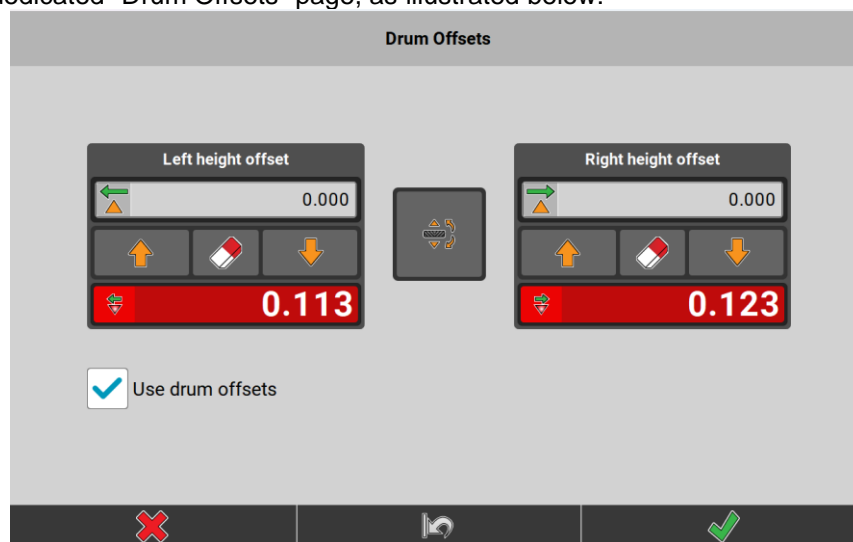 dedicated "Drum Offsets" page, as illustrated below:
Drum Offsets
Left height offset
0.000
0.113
Right height offset
0.000
0.123
Use drum offsets